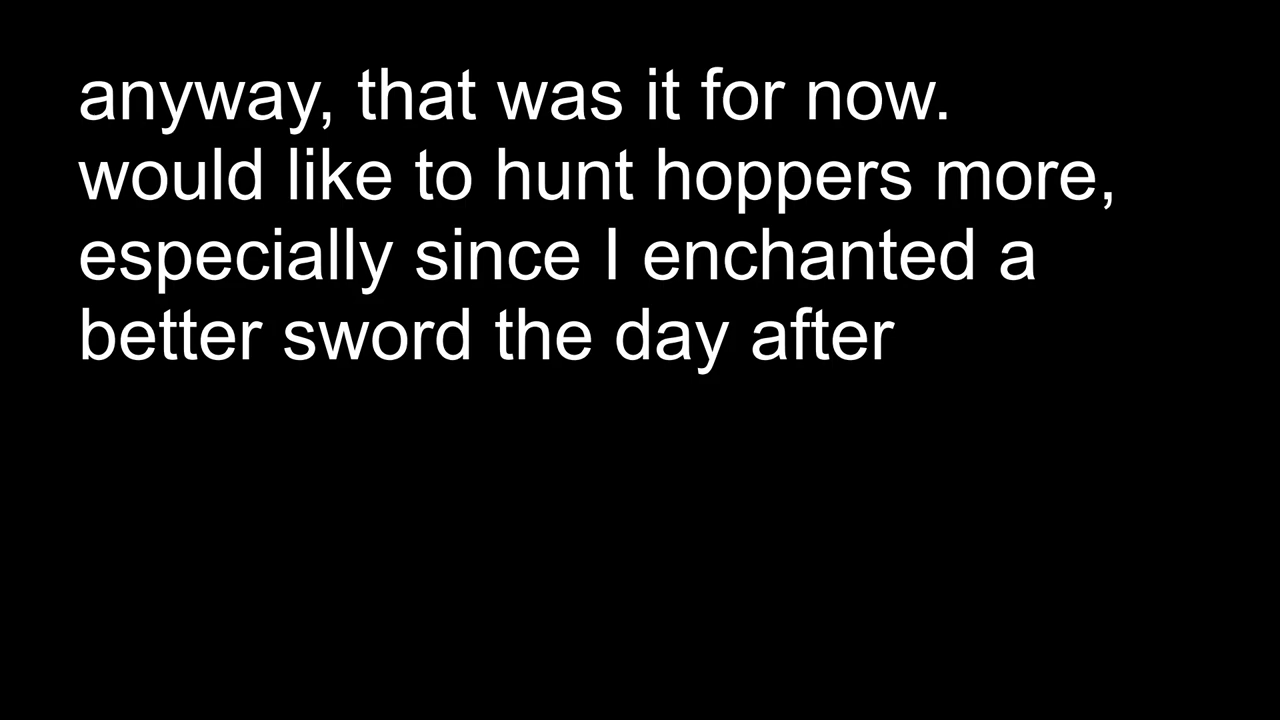 anyway, that was it for now.
would like to hunt hoppers more,
especially since I enchanted a
better sword the day after